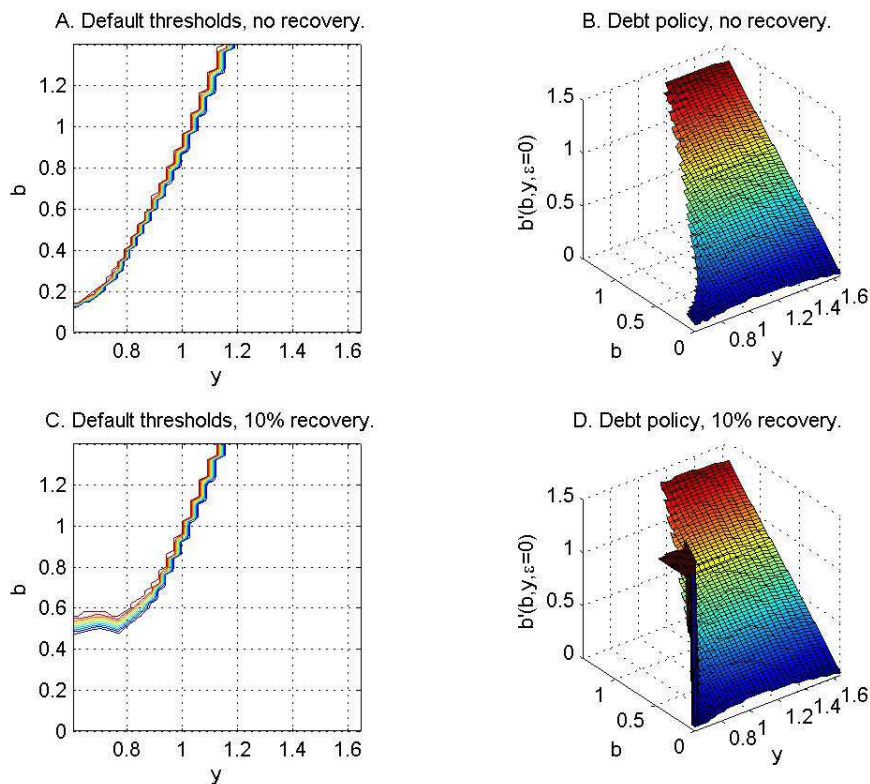 A. Default thresholds, no recovery.
b
1.2
1
0.8
0.6
0.4
0.2
0
0.8 1 1.2 1.4 1.6
y
B. Debt policy, no recovery.
b'(b,y,ε=0)
1.5
1
0.5
0
1
0.5
0
b
0.8 1 1.2 1.4 1.6
y
C. Default thresholds, 10% recovery.
b
1.2
1
0.8
0.6
0.4
0.2
0
0.8 1 1.2 1.4 1.6
y
D. Debt policy, 10% recovery.
b'(b,y,ε=0)
1.5
1
0.5
0
1
0.5
0
b
0.8 1 1.2 1.4 1.6
y